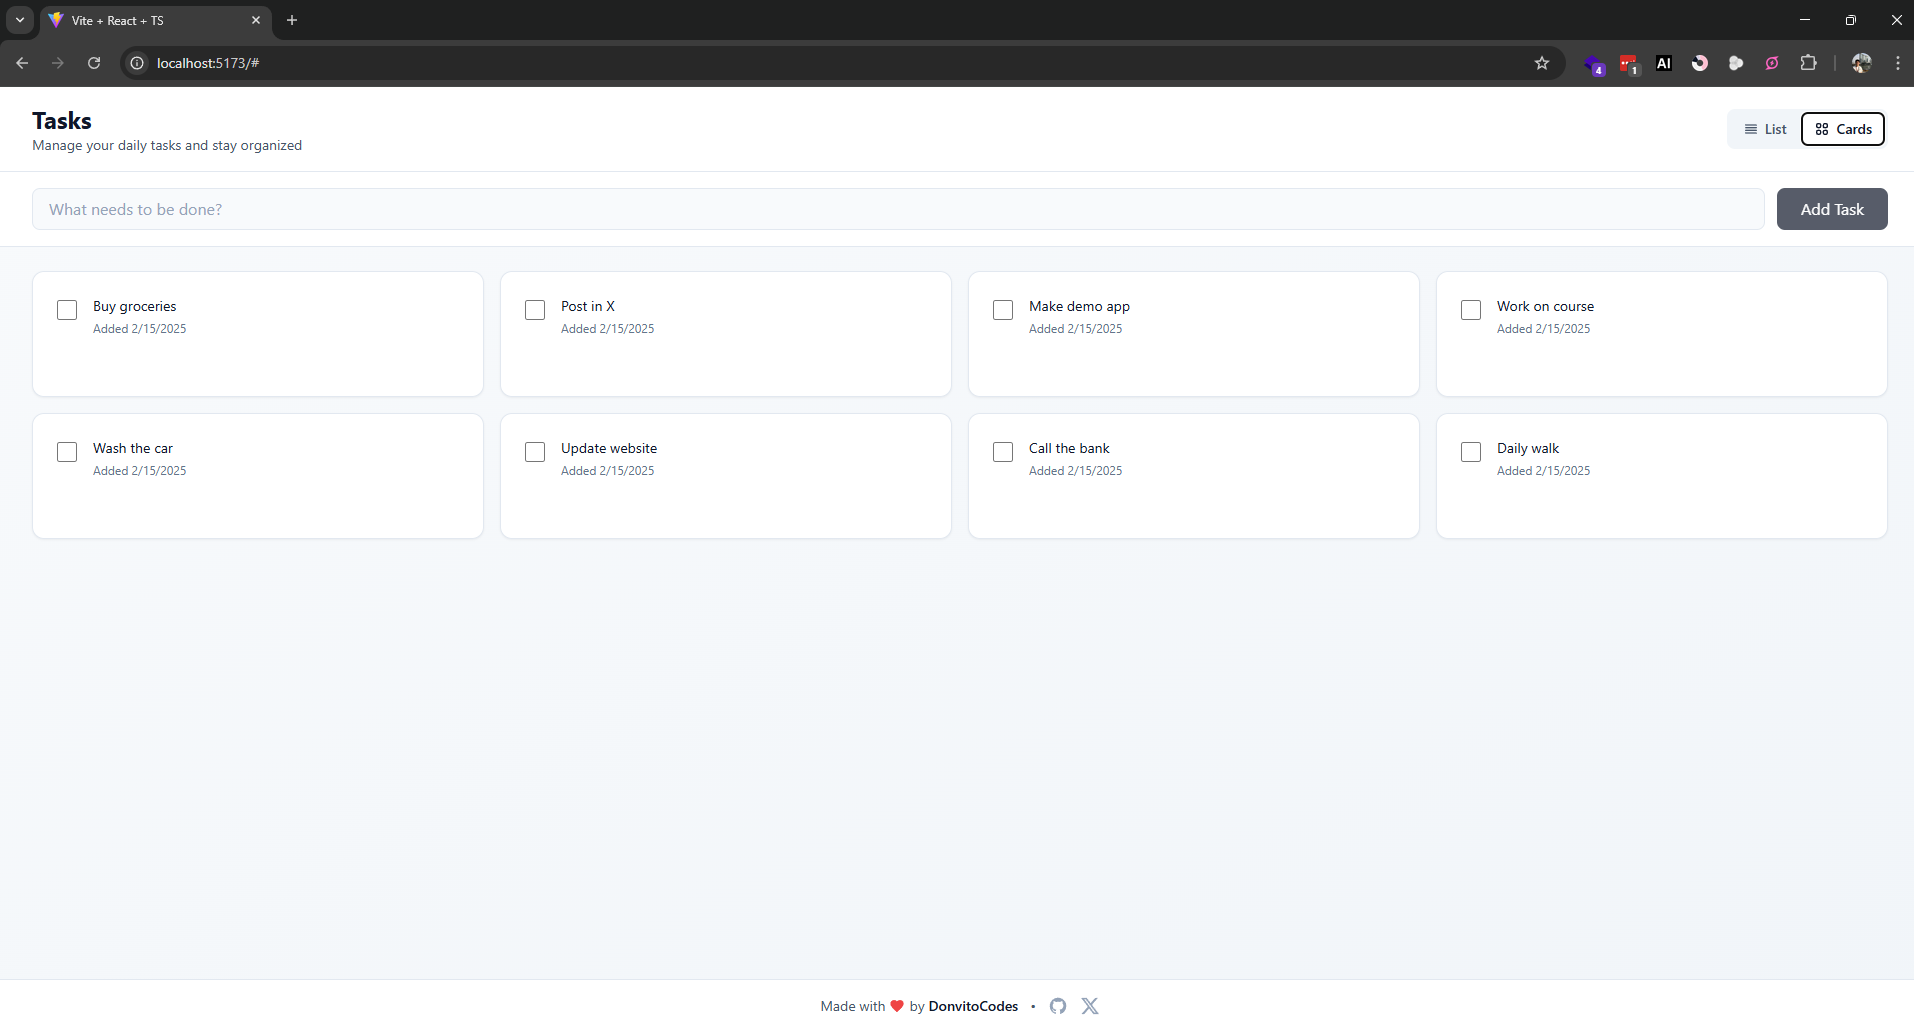 Vite + React + TS
localhost:5173/#
4
1
AI
Tasks
Manage your daily tasks and stay organized
List
Cards
What needs to be done?
Add Task
Buy groceries
Added 2/15/2025
Post in X
Added 2/15/2025
Make demo app
Added 2/15/2025
Work on course
Added 2/15/2025
Wash the car
Added 2/15/2025
Update website
Added 2/15/2025
Call the bank
Added 2/15/2025
Daily walk
Added 2/15/2025
Made with ❤️ by DonvitoCodes •